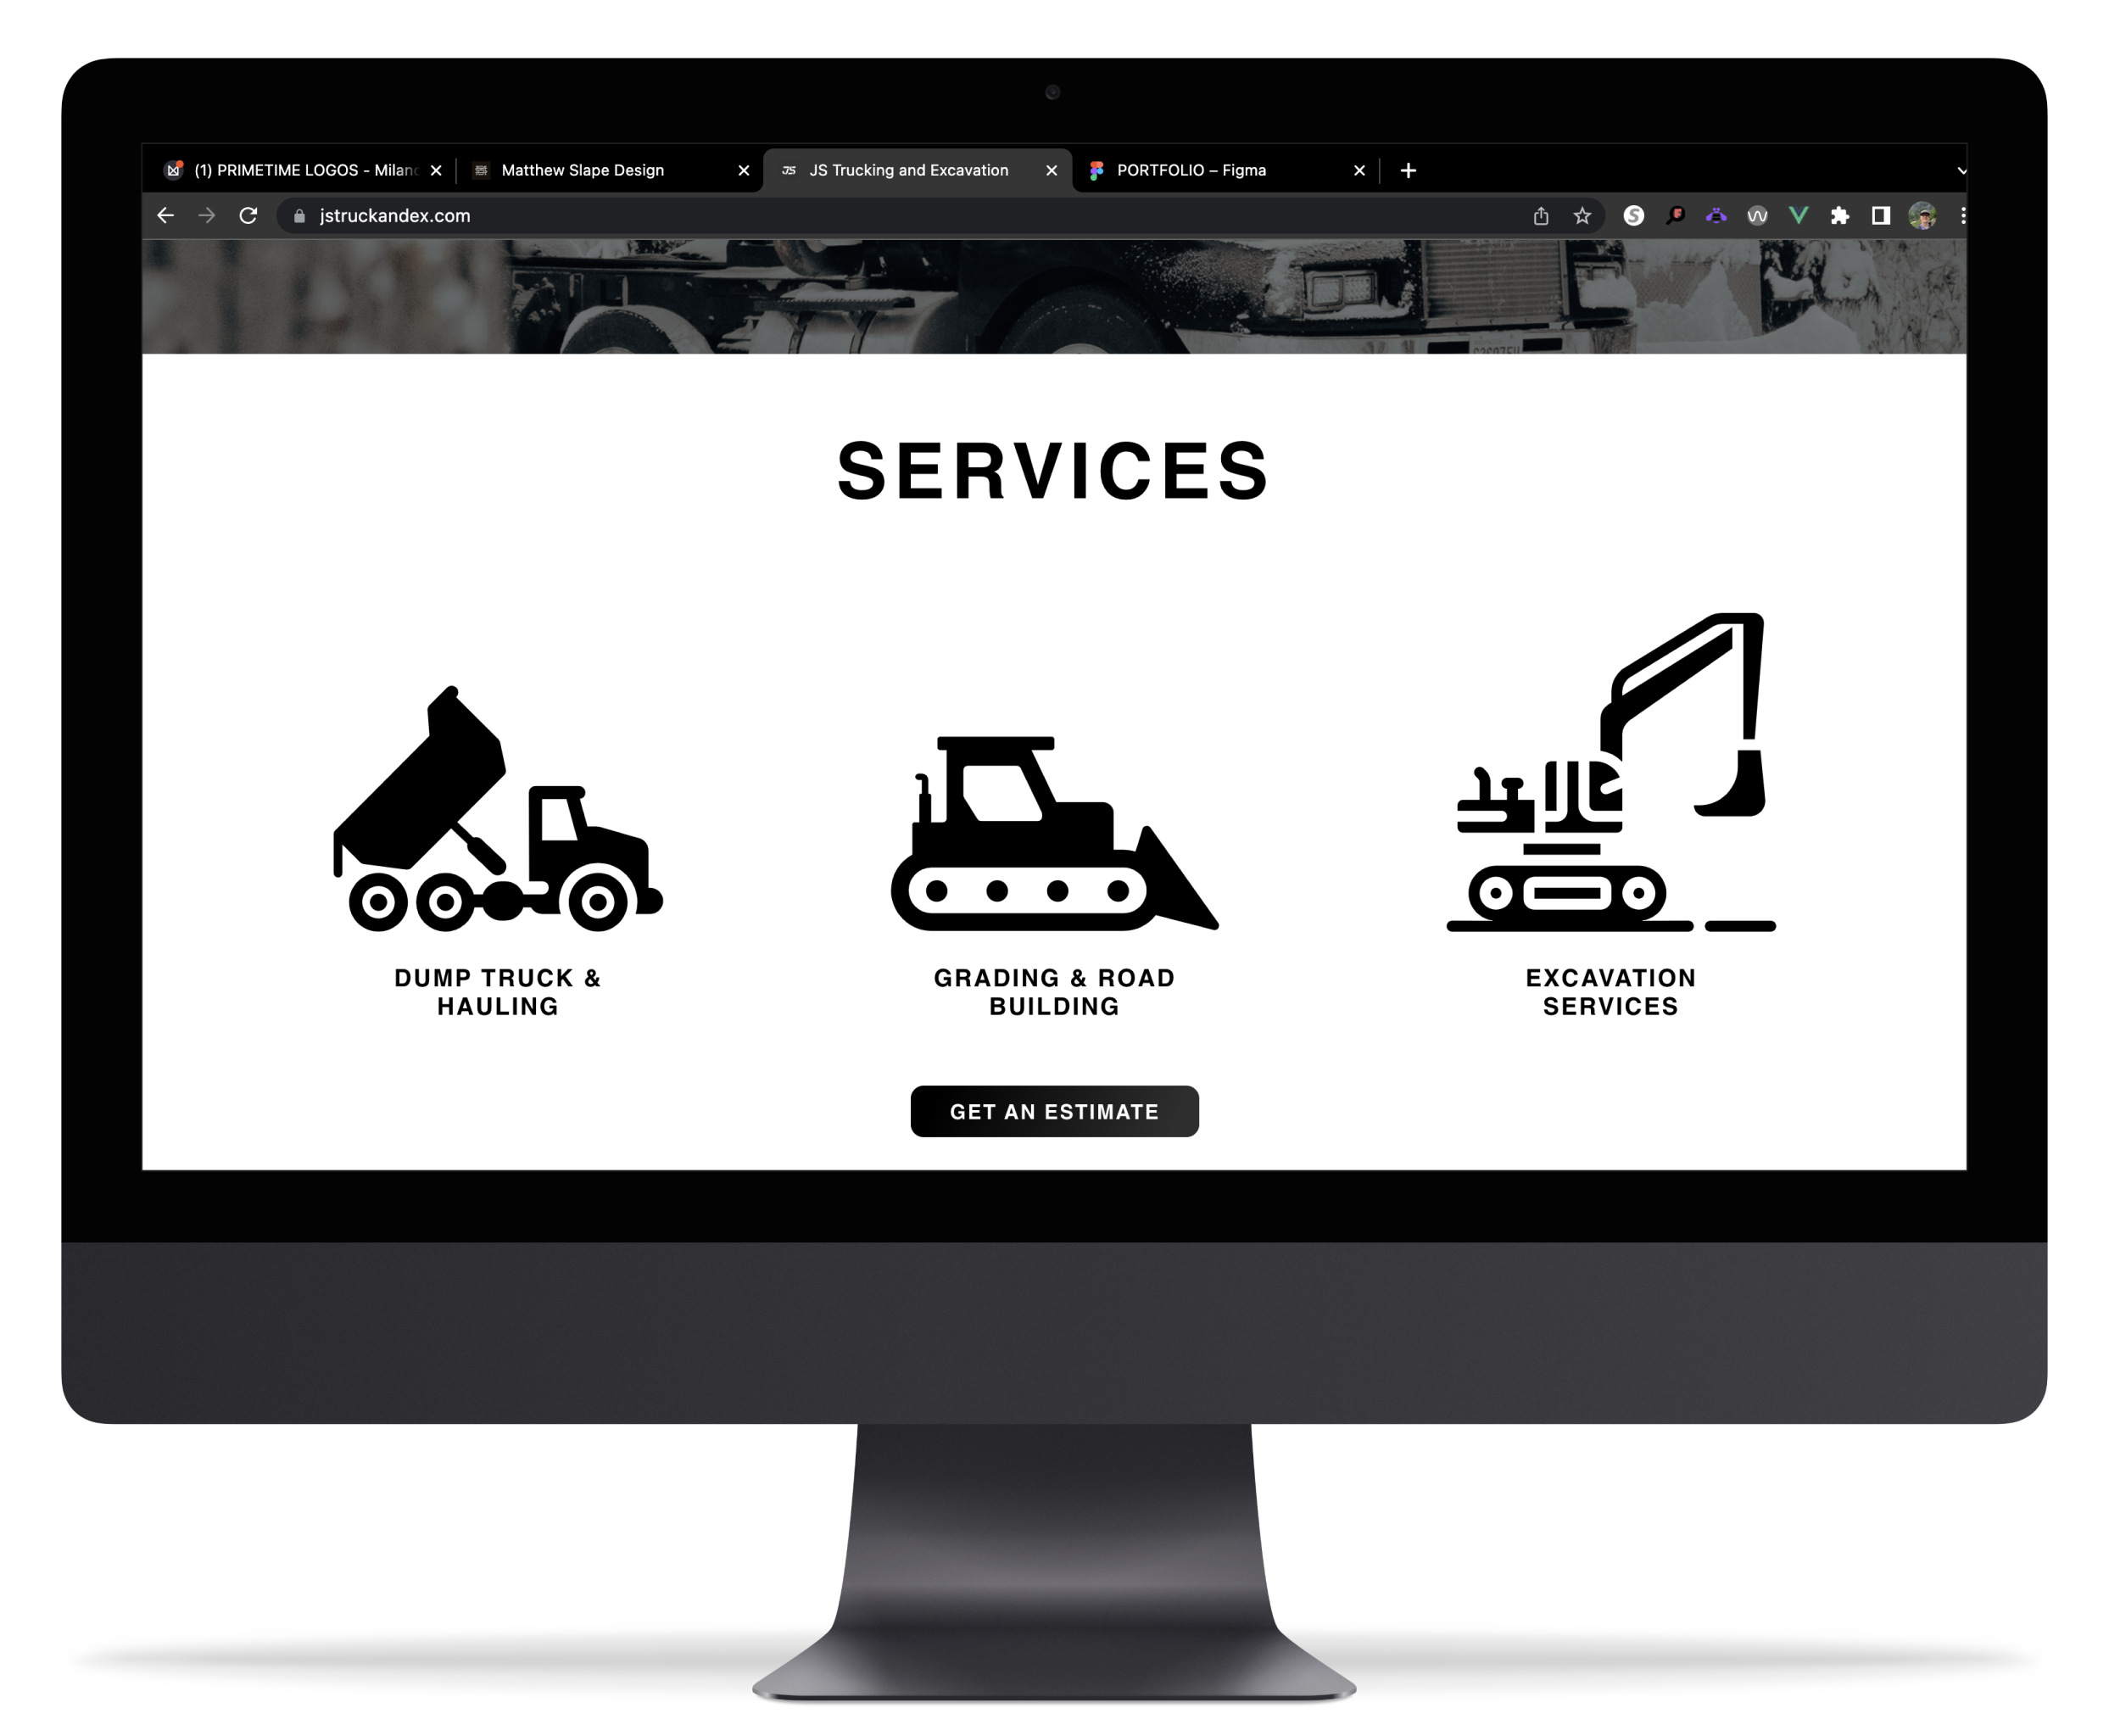 (1) PRIMETIME LOGOS - Milan
Matthew Slape Design
JS Trucking and Excavation
PORTFOLIO – Figma
jstruckandex.com
SERVICES
DUMP TRUCK &
HAULING
GRADING & ROAD
BUILDING
EXCAVATION
SERVICES
GET AN ESTIMATE